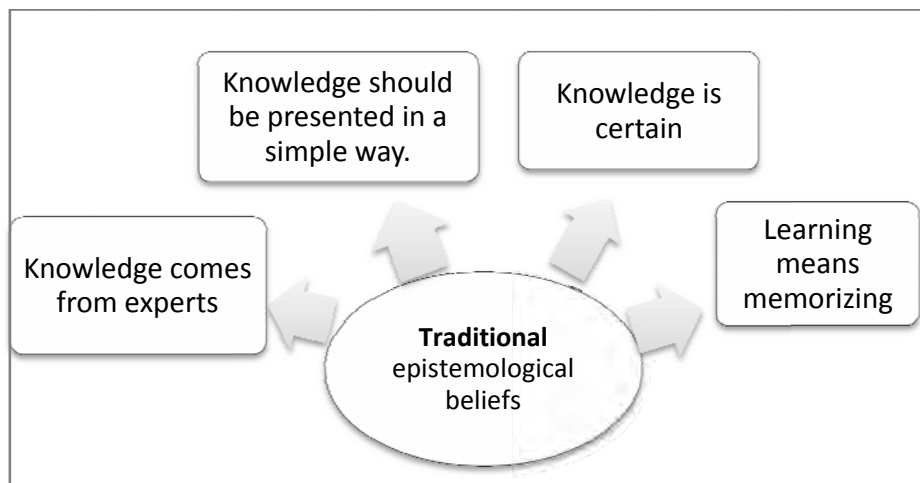 Knowledge should
be presented in a
simple way.
Knowledge is
certain
Knowledge comes
from experts
Learning
means
memorizing
Traditional
epistemological
beliefs